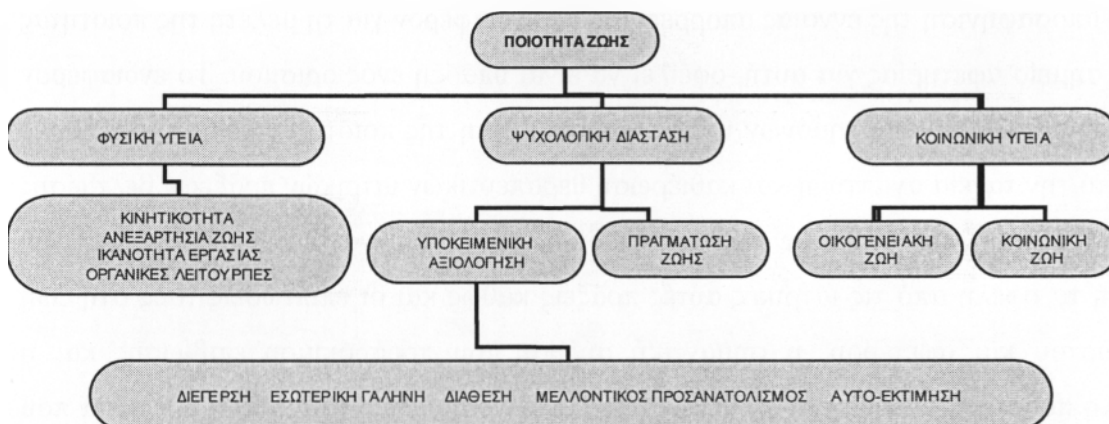 ΠΟΙΟΤΗΤΑ ΖΩΗΣ
ΦΥΣΙΚΗ ΥΓΕΙΑ
ΨΥΧΟΛΟΓΙΚΗ ΔΙΑΣΤΑΣΗ
ΚΟΙΝΩΝΙΚΗ ΥΓΕΙΑ
ΚΙΝΗΤΙΚΟΤΗΤΑ
ΑΝΕΞΑΡΤΗΣΙΑ ΖΩΗΣ
ΙΚΑΝΟΤΗΤΑ ΕΡΓΑΣΙΑΣ
ΟΡΓΑΝΙΚΕΣ ΛΕΙΤΟΥΡΓΙΕΣ
ΥΠΟΚΕΙΜΕΝΙΚΗ
ΑΞΙΟΛΟΓΗΣΗ
ΠΡΑΓΜΑΤΩΣΗ
ΖΩΗΣ
ΟΙΚΟΓΕΝΕΙΑΚΗ
ΖΩΗ
ΚΟΙΝΩΝΙΚΗ
ΖΩΗ
ΔΙΕΓΕΡΣΗ ΕΣΩΤΕΡΙΚΗ ΓΑΛΗΝΗ ΔΙΑΘΕΣΗ ΜΕΛΛΟΝΤΙΚΟΣ ΠΡΟΣΑΝΑΤΟΛΙΣΜΟΣ ΑΥΤΟ-ΕΚΤΙΜΗΣΗ